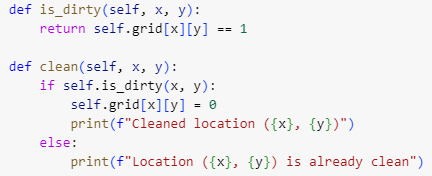 def is_dirty(self, x, y):
    return self.grid[x][y] == 1

def clean(self, x, y):
    if self.is_dirty(x, y):
        self.grid[x][y] = 0
        print(f"Cleaned location ({x}, {y})")
    else:
        print(f"Location ({x}, {y}) is already clean")